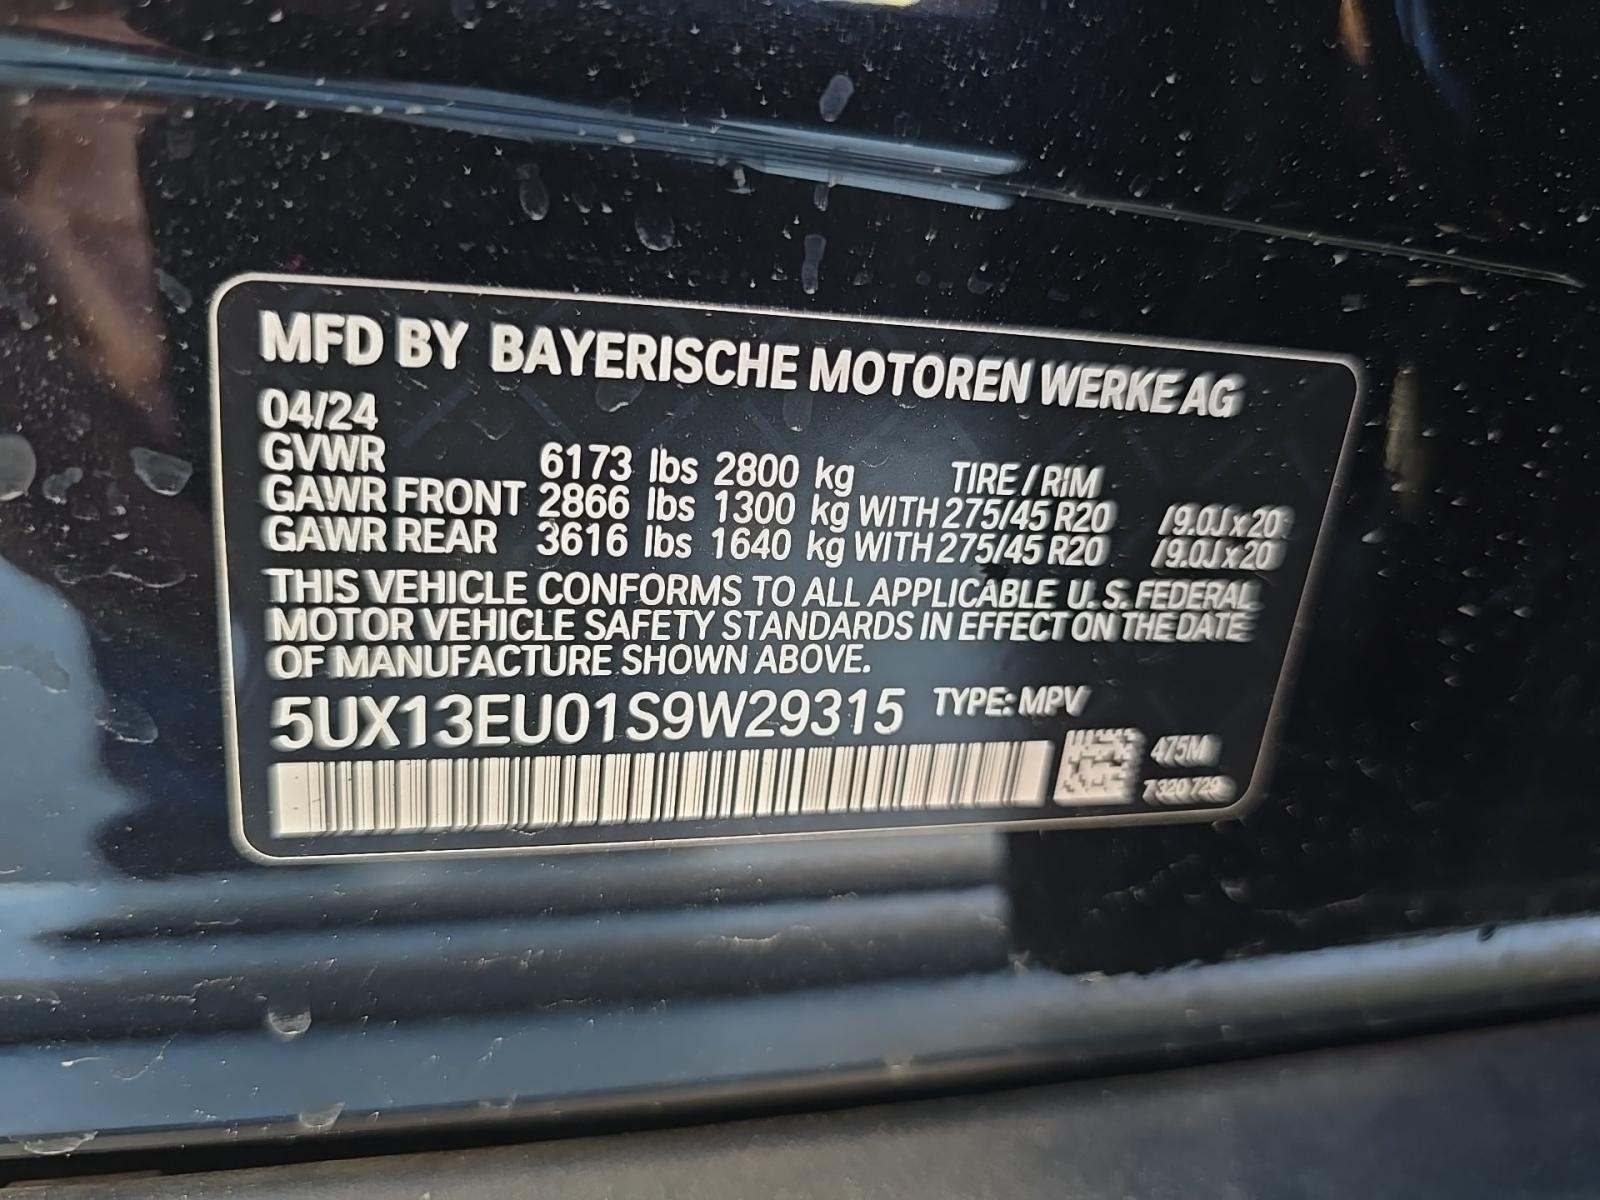 MFD BY BAYERISCHE MOTOREN WERKE AG
04/24
GVWR 6173 lbs 2800 kg TIRE / RIM
GAWR FRONT 2866 lbs 1300 kg WITH 275/45 R20 / 9.0J x 20
GAWR REAR 3616 lbs 1640 kg WITH 275/45 R20 / 9.0J x 20
THIS VEHICLE CONFORMS TO ALL APPLICABLE U. S. FEDERAL
MOTOR VEHICLE SAFETY STANDARDS IN EFFECT ON THE DATE
OF MANUFACTURE SHOWN ABOVE.
5UX13EU01S9W29315 TYPE: MPV
475M
7 320 729